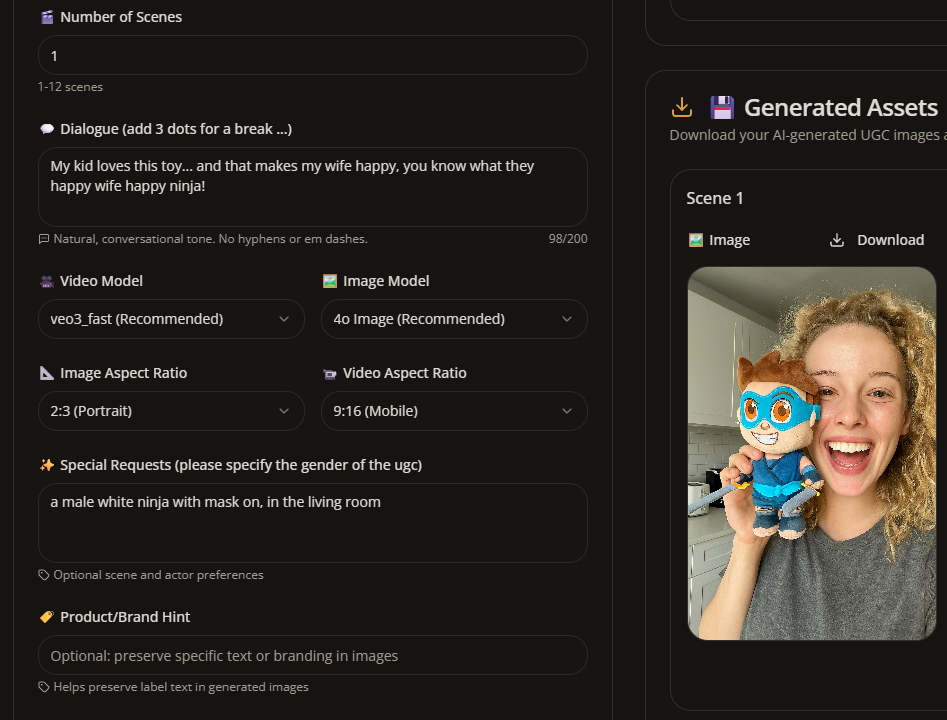 Number of Scenes
1
1-12 scenes
Dialogue (add 3 dots for a break ...)
My kid loves this toy... and that makes my wife happy, you know what they
happy wife happy ninja!
Natural, conversational tone. No hyphens or em dashes.
98/200
Video Model
Image Model
veo3_fast (Recommended)
4o Image (Recommended)
Image Aspect Ratio
Video Aspect Ratio
2:3 (Portrait)
9:16 (Mobile)
Special Requests (please specify the gender of the ugc)
a male white ninja with mask on, in the living room
Optional scene and actor preferences
Product/Brand Hint
Optional: preserve specific text or branding in images
Helps preserve label text in generated images
Generated Assets
Download your AI-generated UGC images a
Scene 1
Image
Download